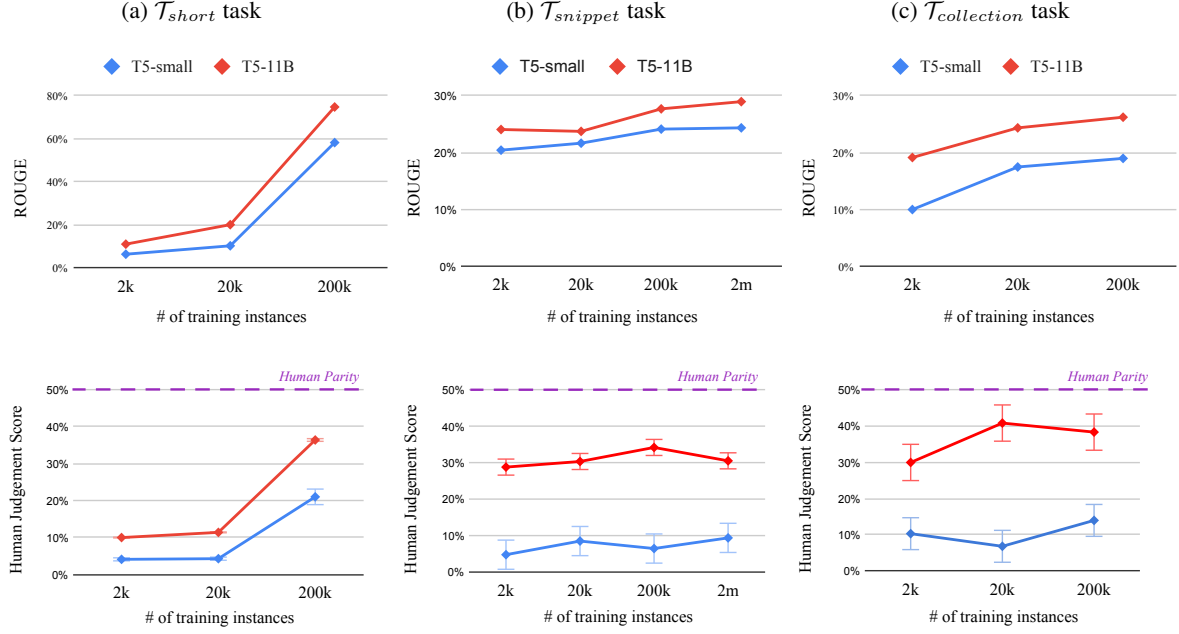 (a) 𝒯short task
T5-small T5-11B
80%
60%
40%
20%
0%
ROUGE
2k 20k 200k
# of training instances
(b) 𝒯snippet task
T5-small T5-11B
30%
20%
10%
0%
ROUGE
2k 20k 200k 2m
# of training instances
(c) 𝒯collection task
T5-small T5-11B
30%
20%
10%
0%
ROUGE
2k 20k 200k
# of training instances
Human Parity
50%
40%
30%
20%
10%
0%
Human Judgement Score
2k 20k 200k
# of training instances
Human Parity
50%
40%
30%
20%
10%
0%
Human Judgement Score
2k 20k 200k 2m
# of training instances
Human Parity
50%
40%
30%
20%
10%
0%
Human Judgement Score
2k 20k 200k
# of training instances